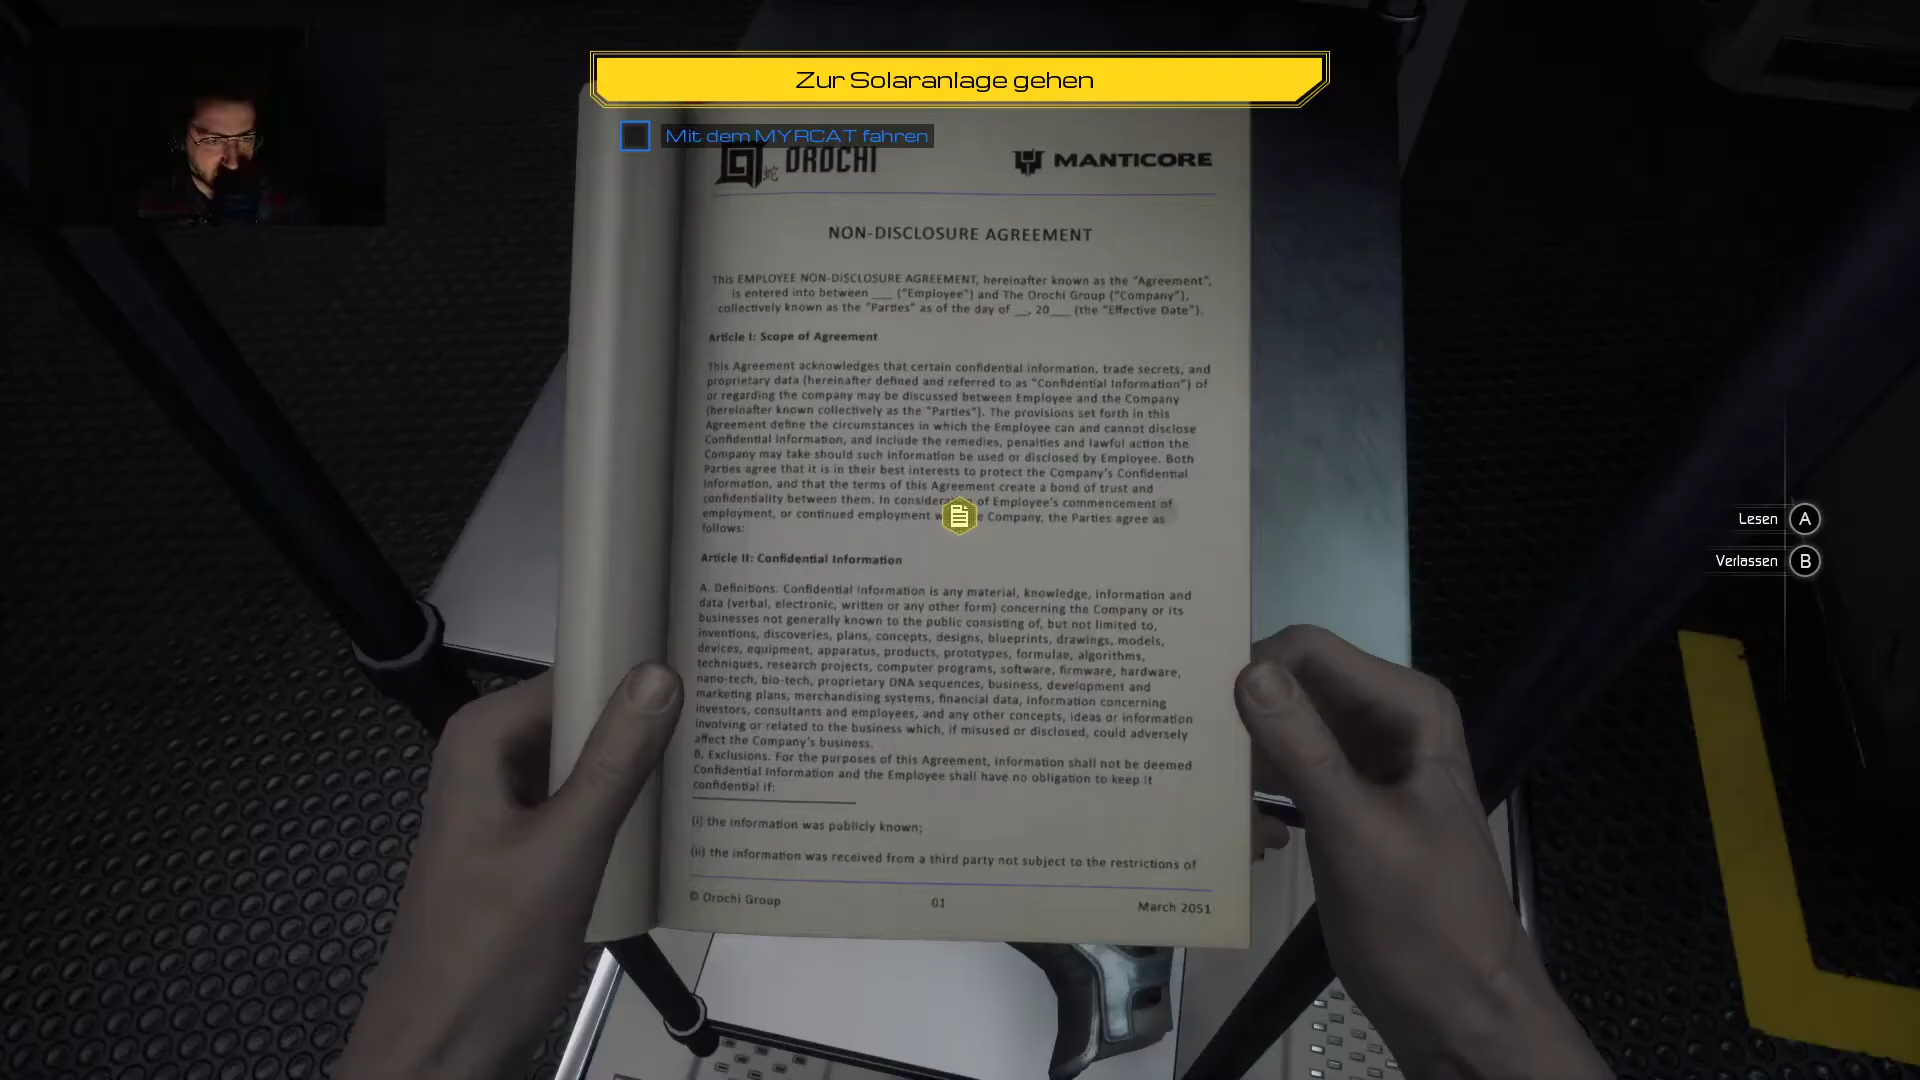 Zur Solaranlage gehen
Mit dem MYRCAT fahren
OROCHI
MANTICORE
NON-DISCLOSURE AGREEMENT
This EMPLOYEE NON-DISCLOSURE AGREEMENT, hereinafter known as the "Agreement",
is entered into between ___ ("Employee") and The Orochi Group ("Company"),
collectively known as the "Parties" as of the day of __, 20___ (the "Effective Date").
Article I: Scope of Agreement
This Agreement acknowledges that certain confidential information, trade secrets, and
proprietary data (hereinafter defined and referred to as "Confidential Information") of
or regarding the company may be discussed between Employee and the Company
(hereinafter known collectively as the "Parties"). The provisions set forth in this
Agreement define the circumstances in which the Employee can and cannot disclose
Confidential Information, and include the remedies, penalties and lawful action the
Company may take should such information be used or disclosed by Employee. Both
Parties agree that it is in their best interests to protect the Company's Confidential
Information, and that the terms of this Agreement create a bond of trust and
confidentiality between them. In of Employee's commencement of
employment, or continued employment Company, the Parties agree as
follows:
Article II: Confidential Information
A. Definitions. Confidential Information is any material, knowledge, information and
data (verbal, electronic, written or any other form) concerning the Company or its
businesses not generally known to the public consisting of, but not limited to,
inventions, discoveries, plans, concepts, designs, blueprints, drawings, models,
devices, equipment, apparatus, products, prototypes, formulae, algorithms,
techniques, research projects, computer programs, software, firmware, hardware,
nano-tech, bio-tech, proprietary DNA sequences, business, development and
marketing plans, merchandising systems, financial data, information concerning
investors, consultants and employees, and any other concepts, ideas or information
involving or related to the business which, if misused or disclosed, could adversely
affect the Company's business.
B. Exclusions. For the purposes of this Agreement, information shall not be deemed
Confidential Information and the Employee shall have no obligation to keep it
confidential if:
(i) the information was publicly known;
(ii) the information was received from a third party not subject to the restrictions of
© Orochi Group
01
March 2051
Lesen A
Verlassen B